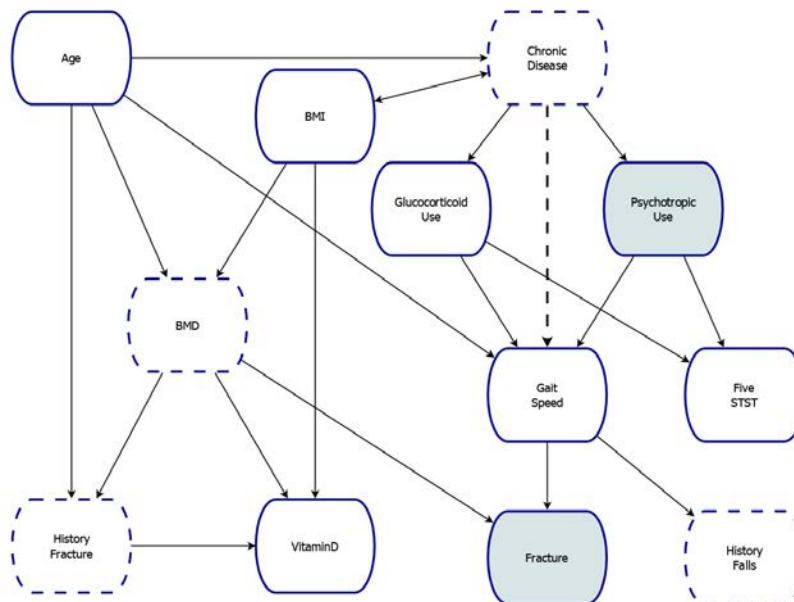 Age
Chronic
Disease
BMI
Glucocorticoid
Use
Psychotropic
Use
BMD
Gait
Speed
Five
STST
History
Fracture
VitaminD
Fracture
History
Falls